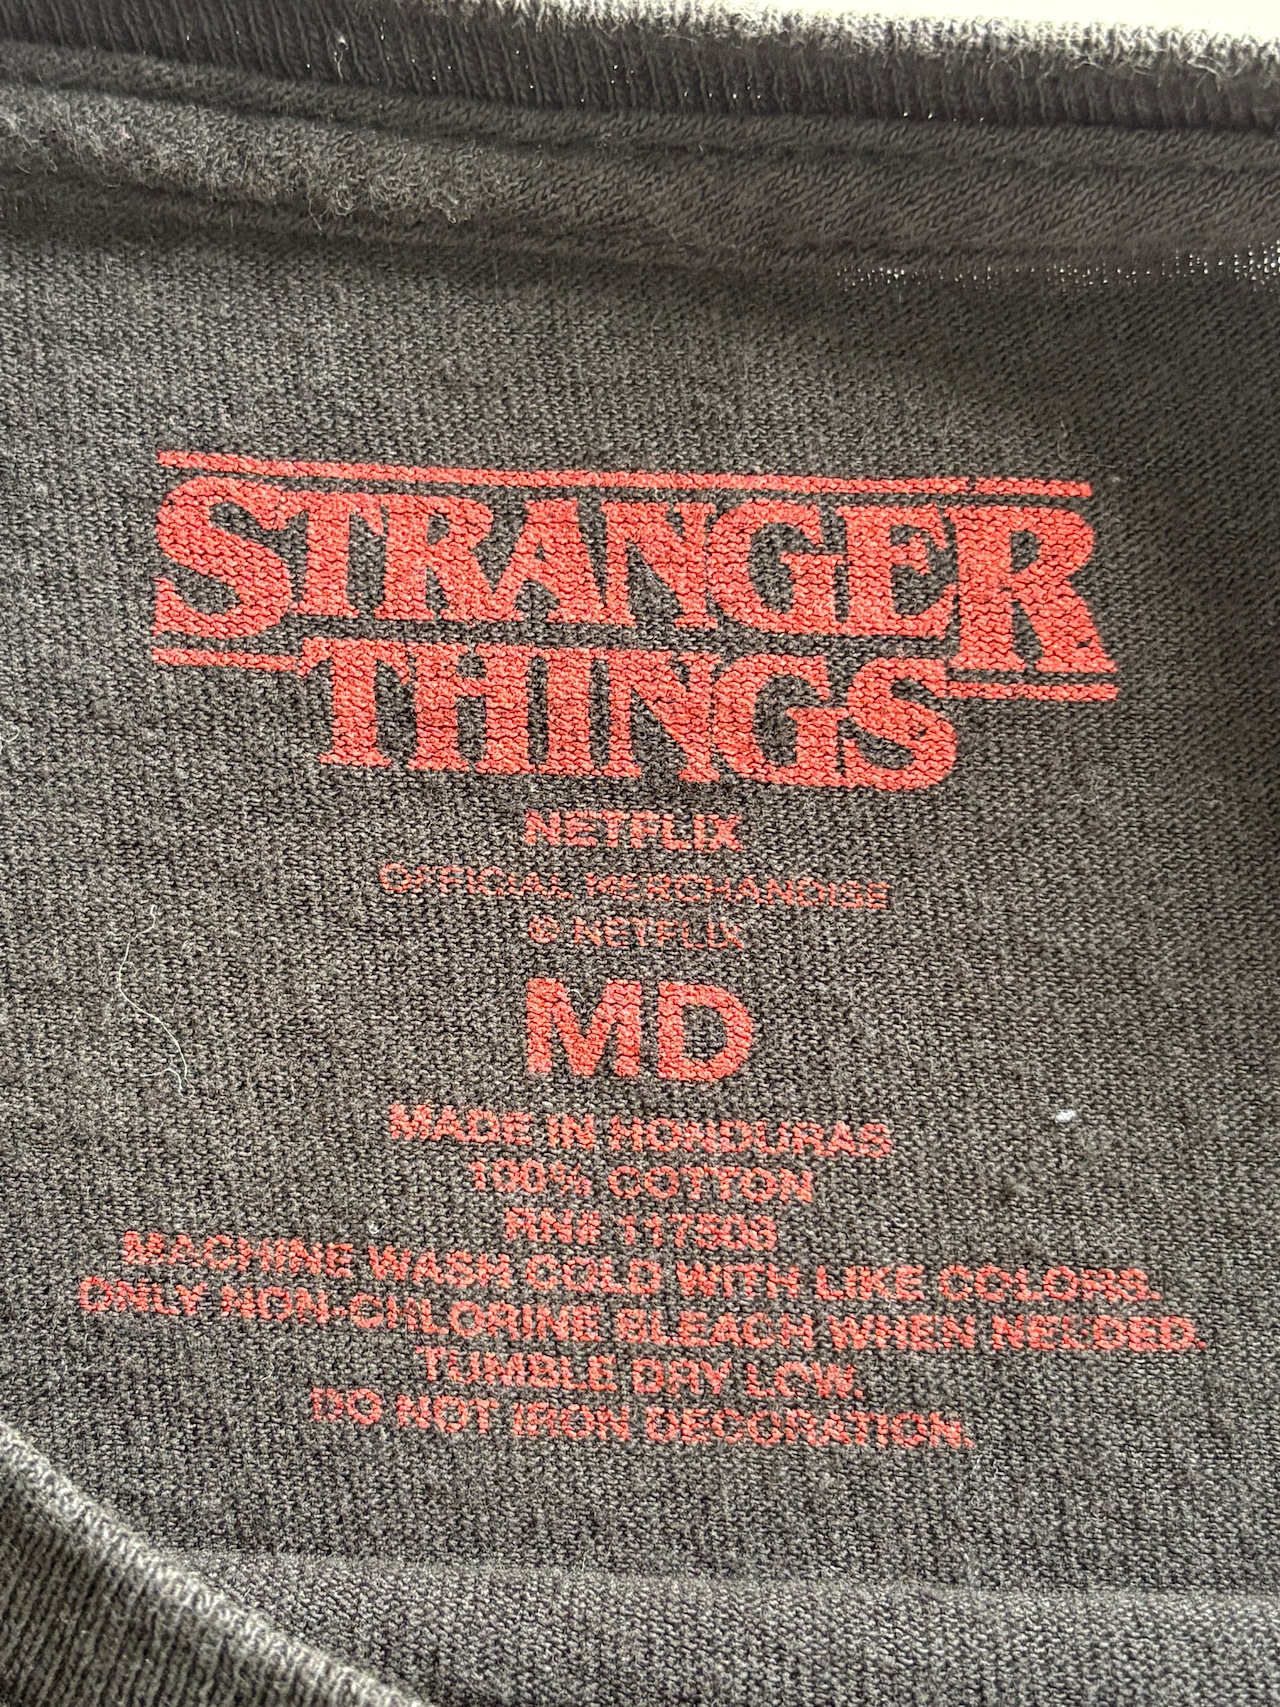 STRANGER
THINGS
NETFLIX
OFFICIAL MERCHANDISE
© NETFLIX
MD
MADE IN HONDURAS
100% COTTON
RN# 117508
MACHINE WASH COLD WITH LIKE COLORS.
ONLY NON-CHLORINE BLEACH WHEN NEEDED.
TUMBLE DRY LOW.
DO NOT IRON DECORATION.